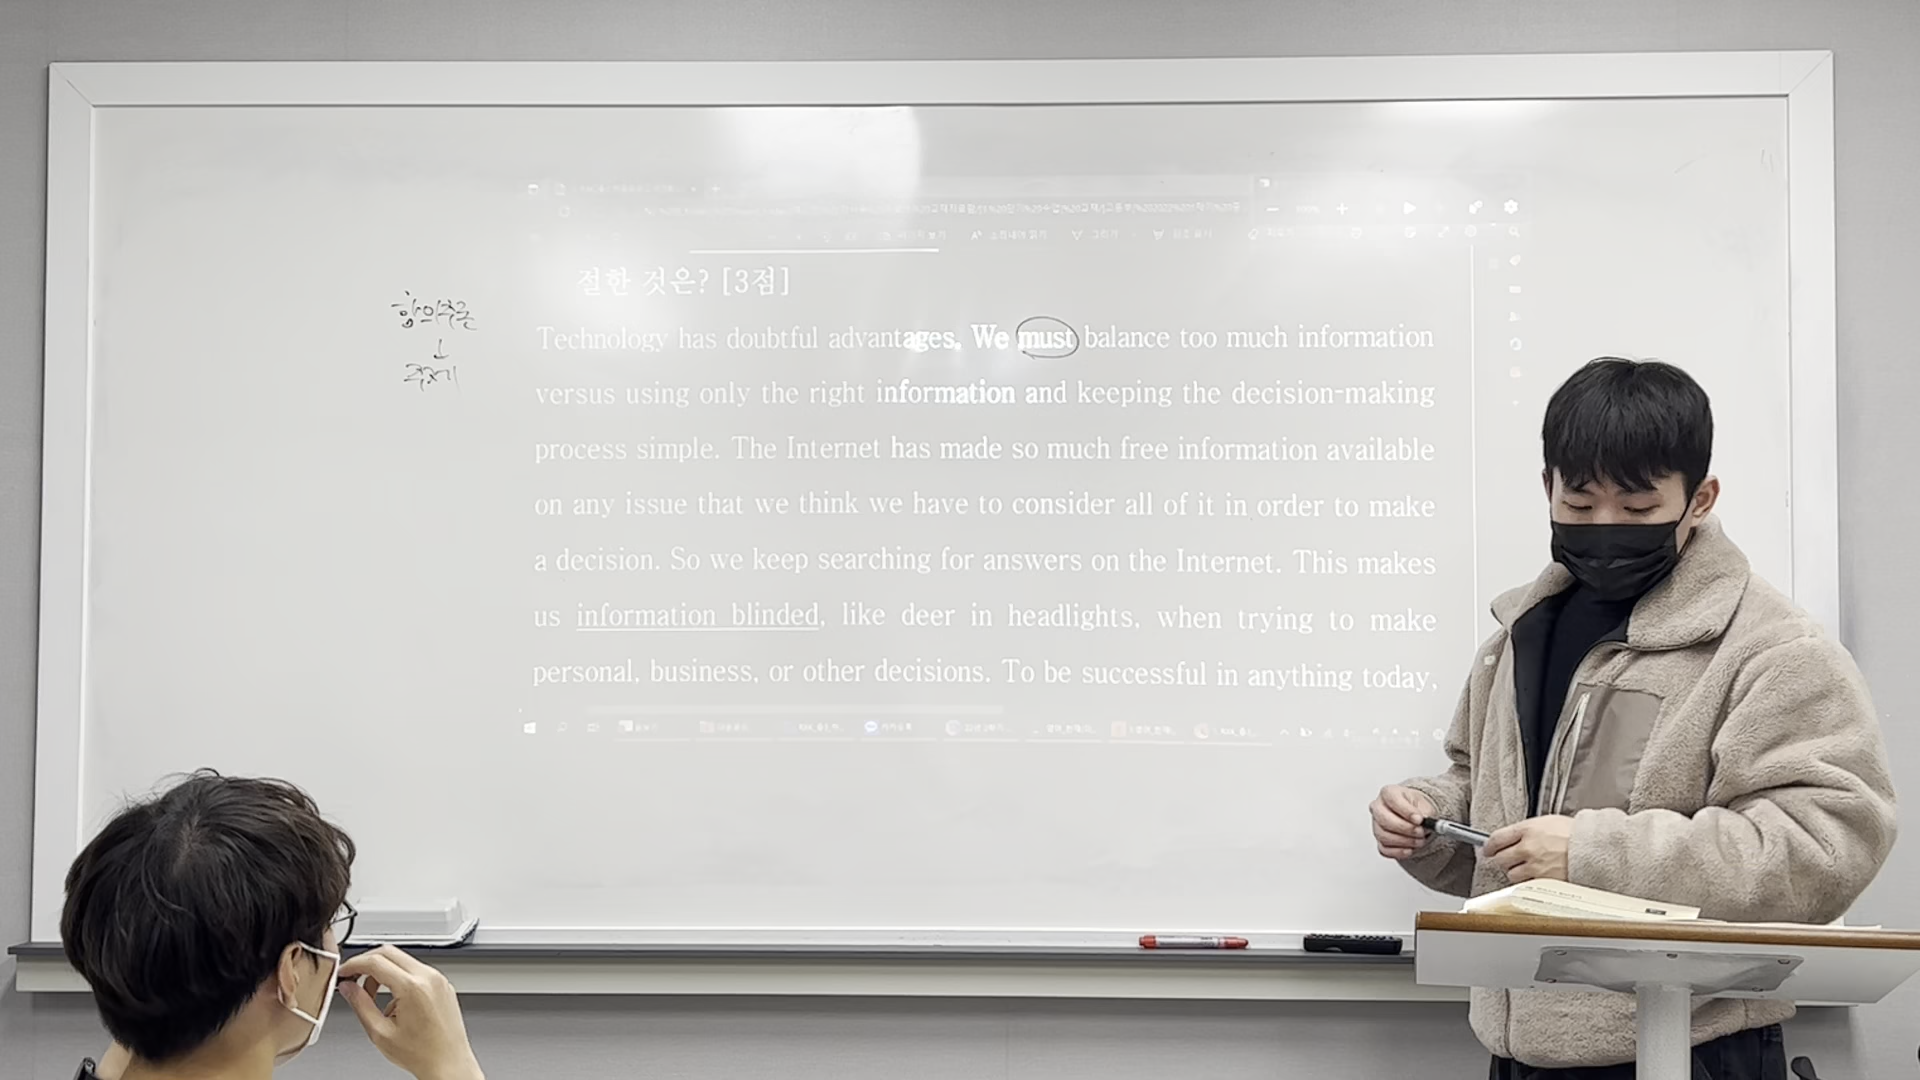 절한 것은? [3점]
Technology has doubtful advantages. We must balance too much information
versus using only the right information and keeping the decision-making
process simple. The Internet has made so much free information available
on any issue that we think we have to consider all of it in order to make
a decision. So we keep searching for answers on the Internet. This makes
us information blinded, like deer in headlights, when trying to make
personal, business, or other decisions. To be successful in anything today,
함의추론
↓
주제